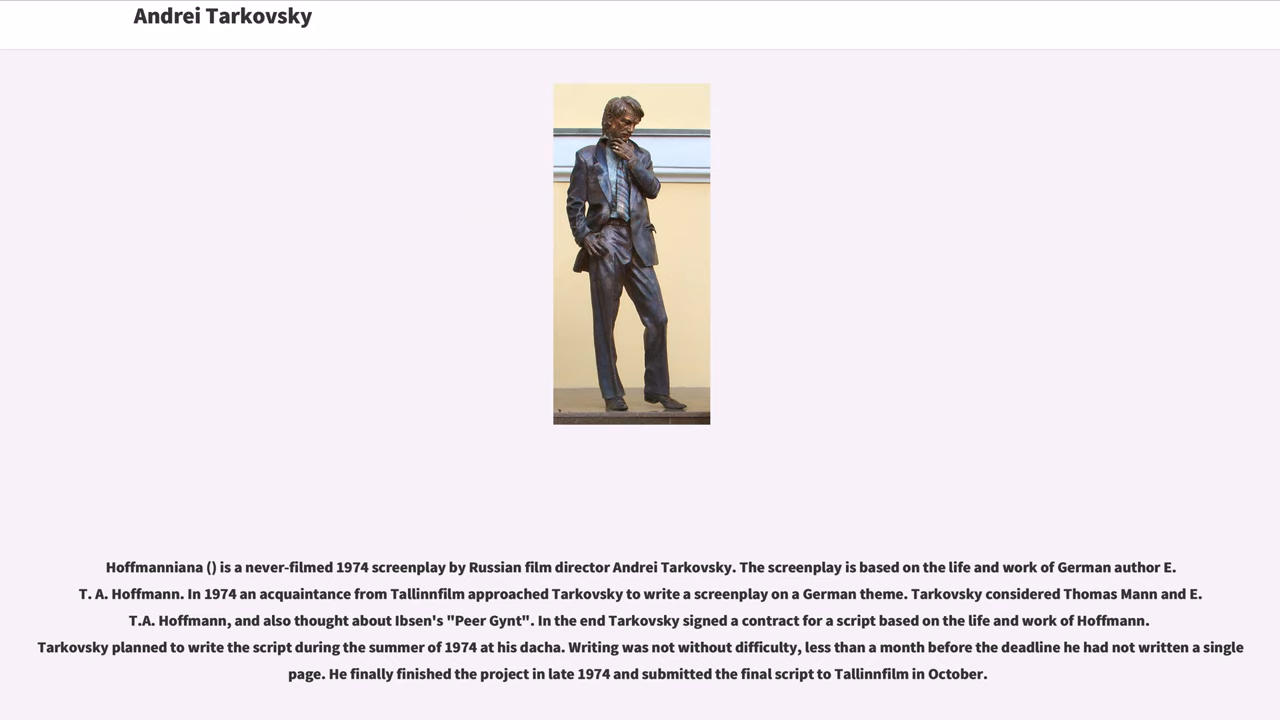 Andrei Tarkovsky
Hoffmanniana () is a never-filmed 1974 screenplay by Russian film director Andrei Tarkovsky. The screenplay is based on the life and work of German author E.
T. A. Hoffmann. In 1974 an acquaintance from Tallinnfilm approached Tarkovsky to write a screenplay on a German theme. Tarkovsky considered Thomas Mann and E.
T.A. Hoffmann, and also thought about Ibsen's "Peer Gynt". In the end Tarkovsky signed a contract for a script based on the life and work of Hoffmann.
Tarkovsky planned to write the script during the summer of 1974 at his dacha. Writing was not without difficulty, less than a month before the deadline he had not written a single
page. He finally finished the project in late 1974 and submitted the final script to Tallinnfilm in October.